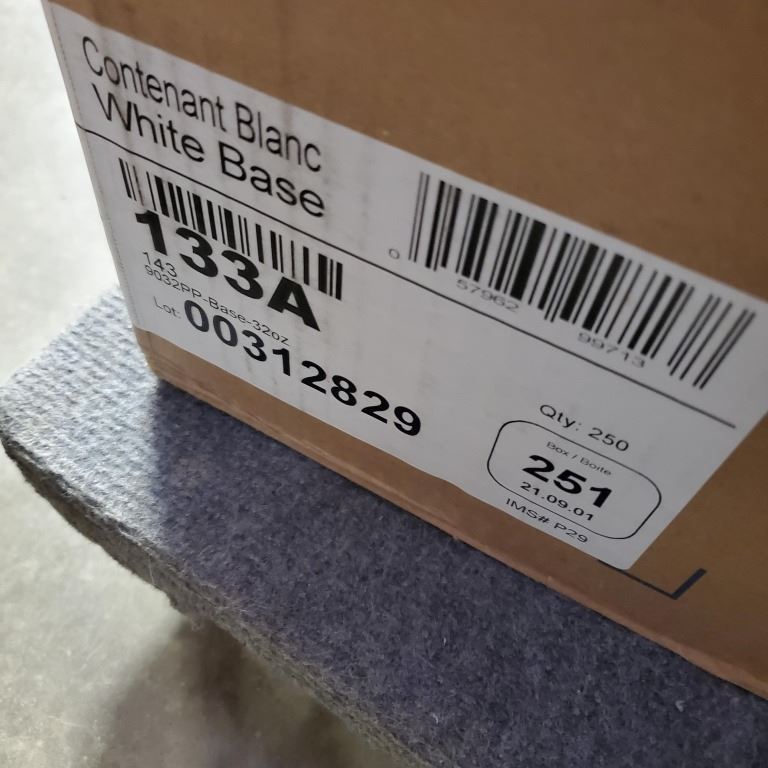 Contenant Blanc
White Base
133A
143
9032PP-Base-32oz
Lot: 00312829
0 57962 99713
Qty: 250
Box / Boite
251
21.09.01
IMS# P29